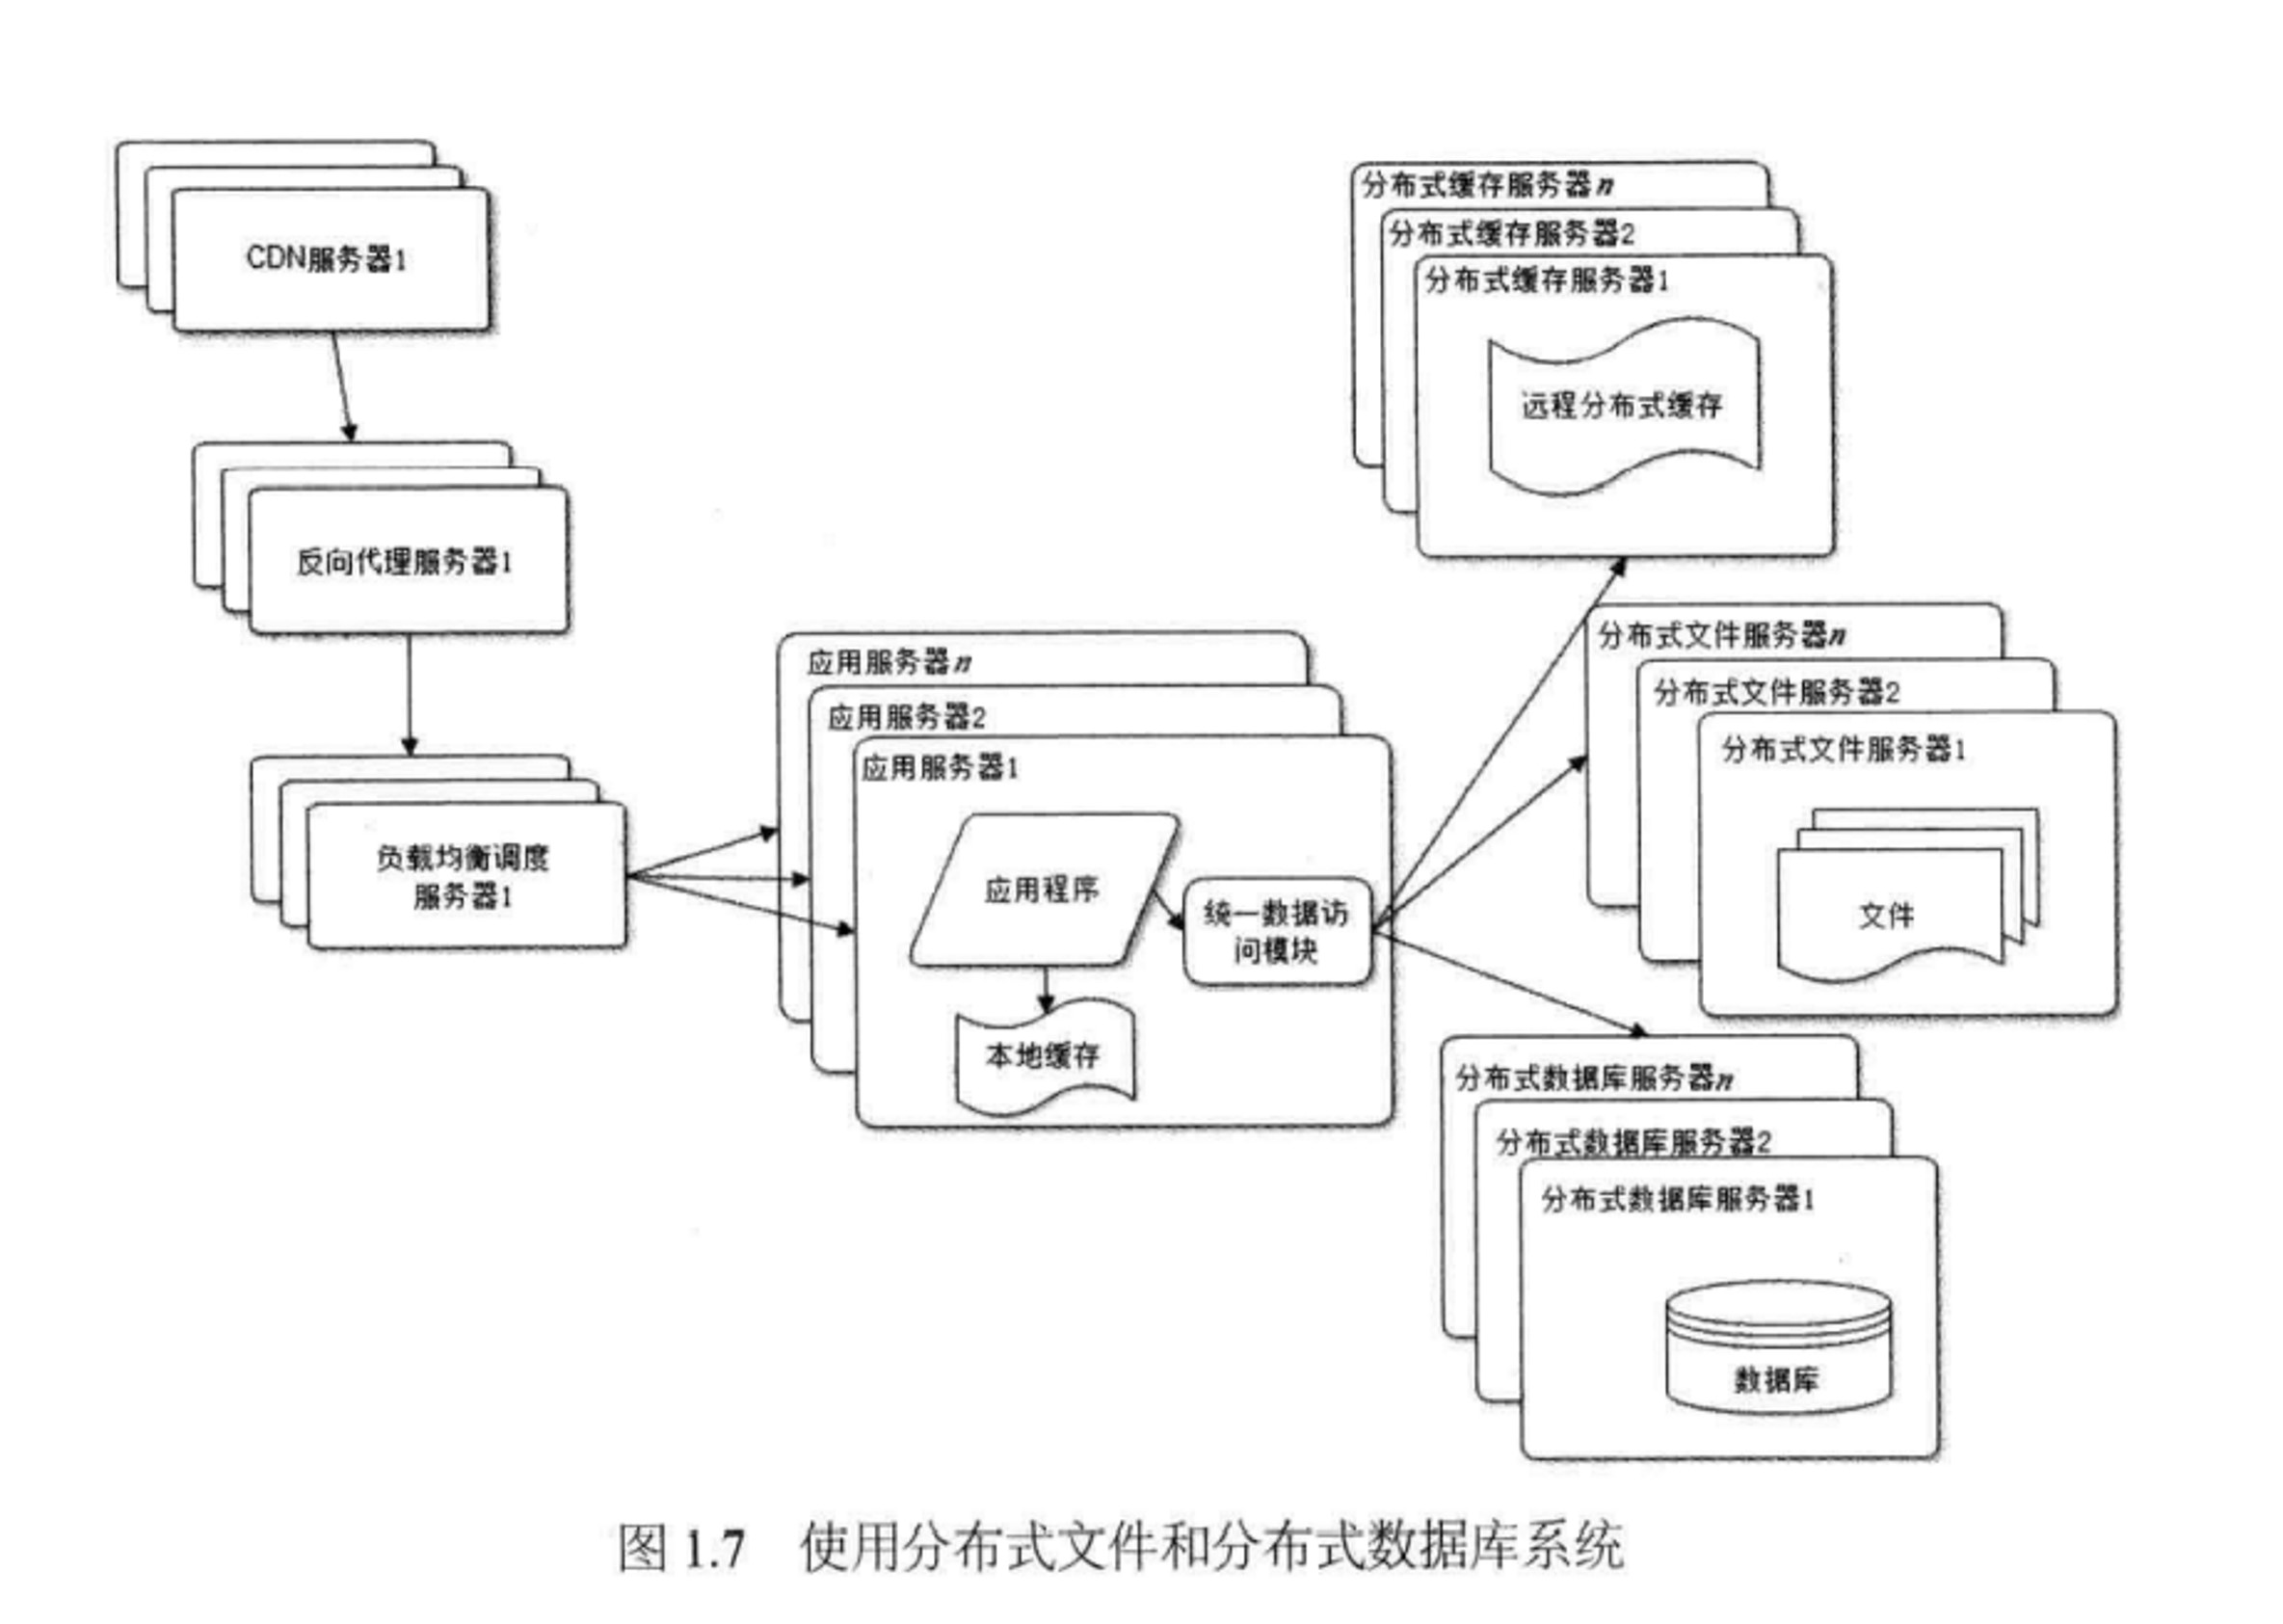 CDN服务器1
反向代理服务器1
负载均衡调度
服务器1
应用服务器n
应用服务器2
应用服务器1
应用程序
统一数据访
问模块
本地缓存
分布式缓存服务器n
分布式缓存服务器2
分布式缓存服务器1
远程分布式缓存
分布式文件服务器n
分布式文件服务器2
分布式文件服务器1
文件
分布式数据库服务器n
分布式数据库服务器2
分布式数据库服务器1
数据库
图 1.7 使用分布式文件和分布式数据库系统